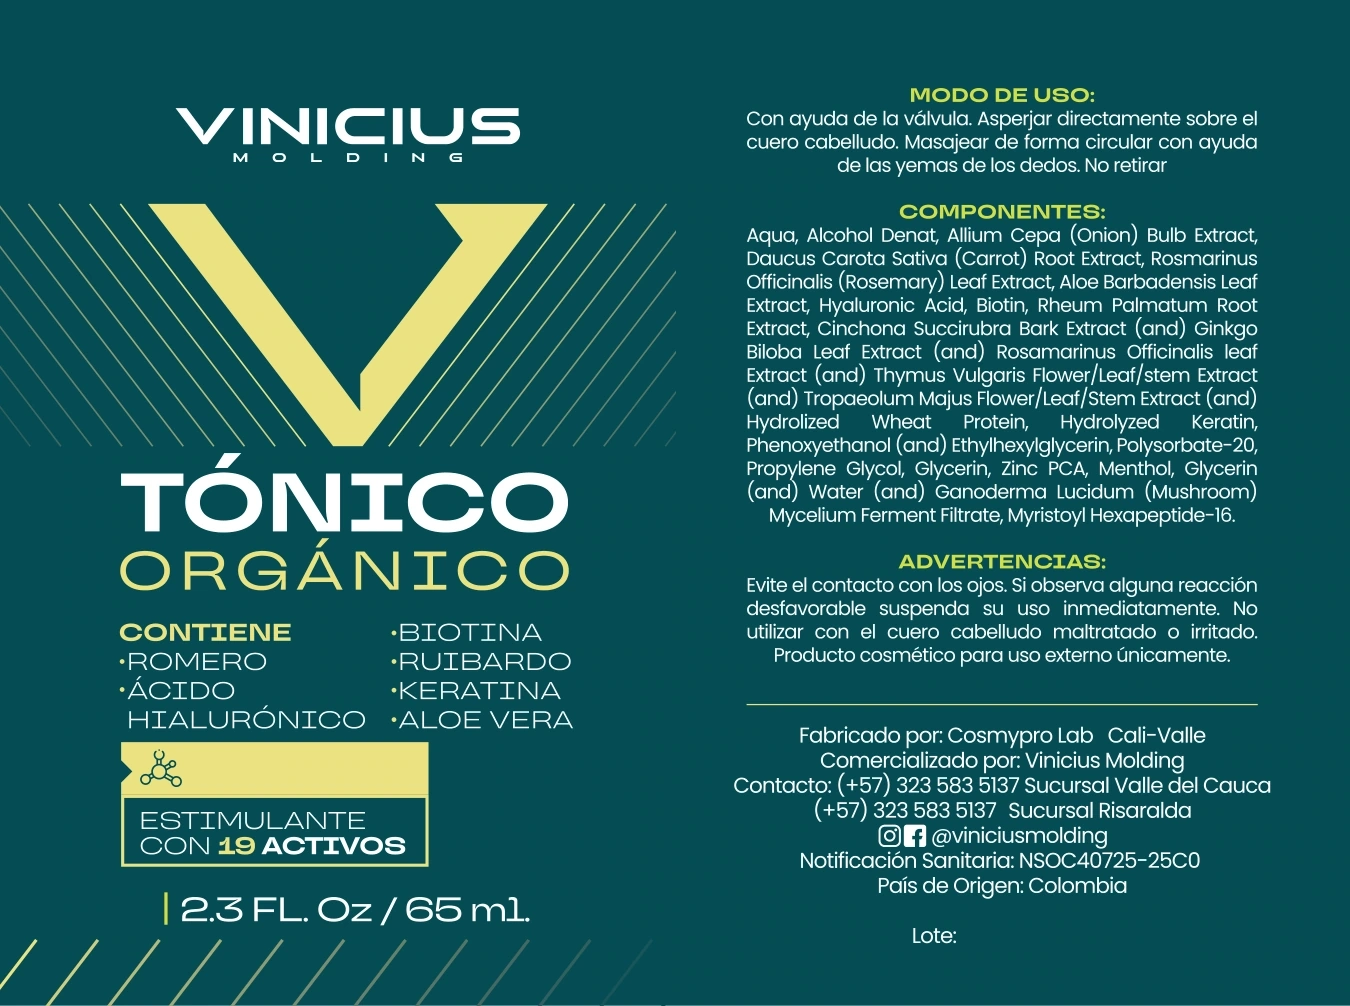 VINICIUS
MOLDING
TÓNICO
ORGÁNICO
CONTIENE
•ROMERO
•ÁCIDO
HIALURÓNICO
•BIOTINA
•RUIBARDO
•KERATINA
•ALOE VERA
ESTIMULANTE
CON 19 ACTIVOS
2.3 FL. Oz / 65 ml.
MODO DE USO:
Con ayuda de la válvula. Asperjar directamente sobre el
cuero cabelludo. Masajear de forma circular con ayuda
de las yemas de los dedos. No retirar
COMPONENTES:
Aqua, Alcohol Denat, Allium Cepa (Onion) Bulb Extract,
Daucus Carota Sativa (Carrot) Root Extract, Rosmarinus
Officinalis (Rosemary) Leaf Extract, Aloe Barbadensis Leaf
Extract, Hyaluronic Acid, Biotin, Rheum Palmatum Root
Extract, Cinchona Succirubra Bark Extract (and) Ginkgo
Biloba Leaf Extract (and) Rosamarinus Officinalis leaf
Extract (and) Thymus Vulgaris Flower/Leaf/stem Extract
(and) Tropaeolum Majus Flower/Leaf/Stem Extract (and)
Hydrolized Wheat Protein, Hydrolyzed Keratin,
Phenoxyethanol (and) Ethylhexylglycerin, Polysorbate-20,
Propylene Glycol, Glycerin, Zinc PCA, Menthol, Glycerin
(and) Water (and) Ganoderma Lucidum (Mushroom)
Mycelium Ferment Filtrate, Myristoyl Hexapeptide-16.
ADVERTENCIAS:
Evite el contacto con los ojos. Si observa alguna reacción
desfavorable suspenda su uso inmediatamente. No
utilizar con el cuero cabelludo maltratado o irritado.
Producto cosmético para uso externo únicamente.
Fabricado por: Cosmypro Lab Cali-Valle
Comercializado por: Vinicius Molding
Contacto: (+57) 323 583 5137 Sucursal Valle del Cauca
(+57) 323 583 5137 Sucursal Risaralda
@viniciusmolding
Notificación Sanitaria: NSOC40725-25C0
País de Origen: Colombia
Lote: